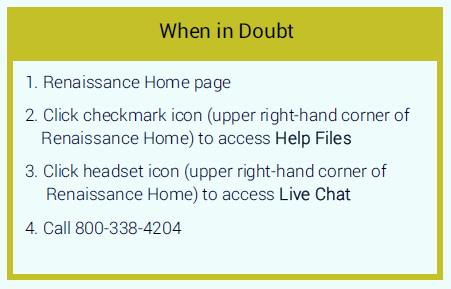 When in Doubt
1. Renaissance Home page
2. Click checkmark icon (upper right-hand corner of
Renaissance Home) to access Help Files
3. Click headset icon (upper right-hand corner of
Renaissance Home) to access Live Chat
4. Call 800-338-4204